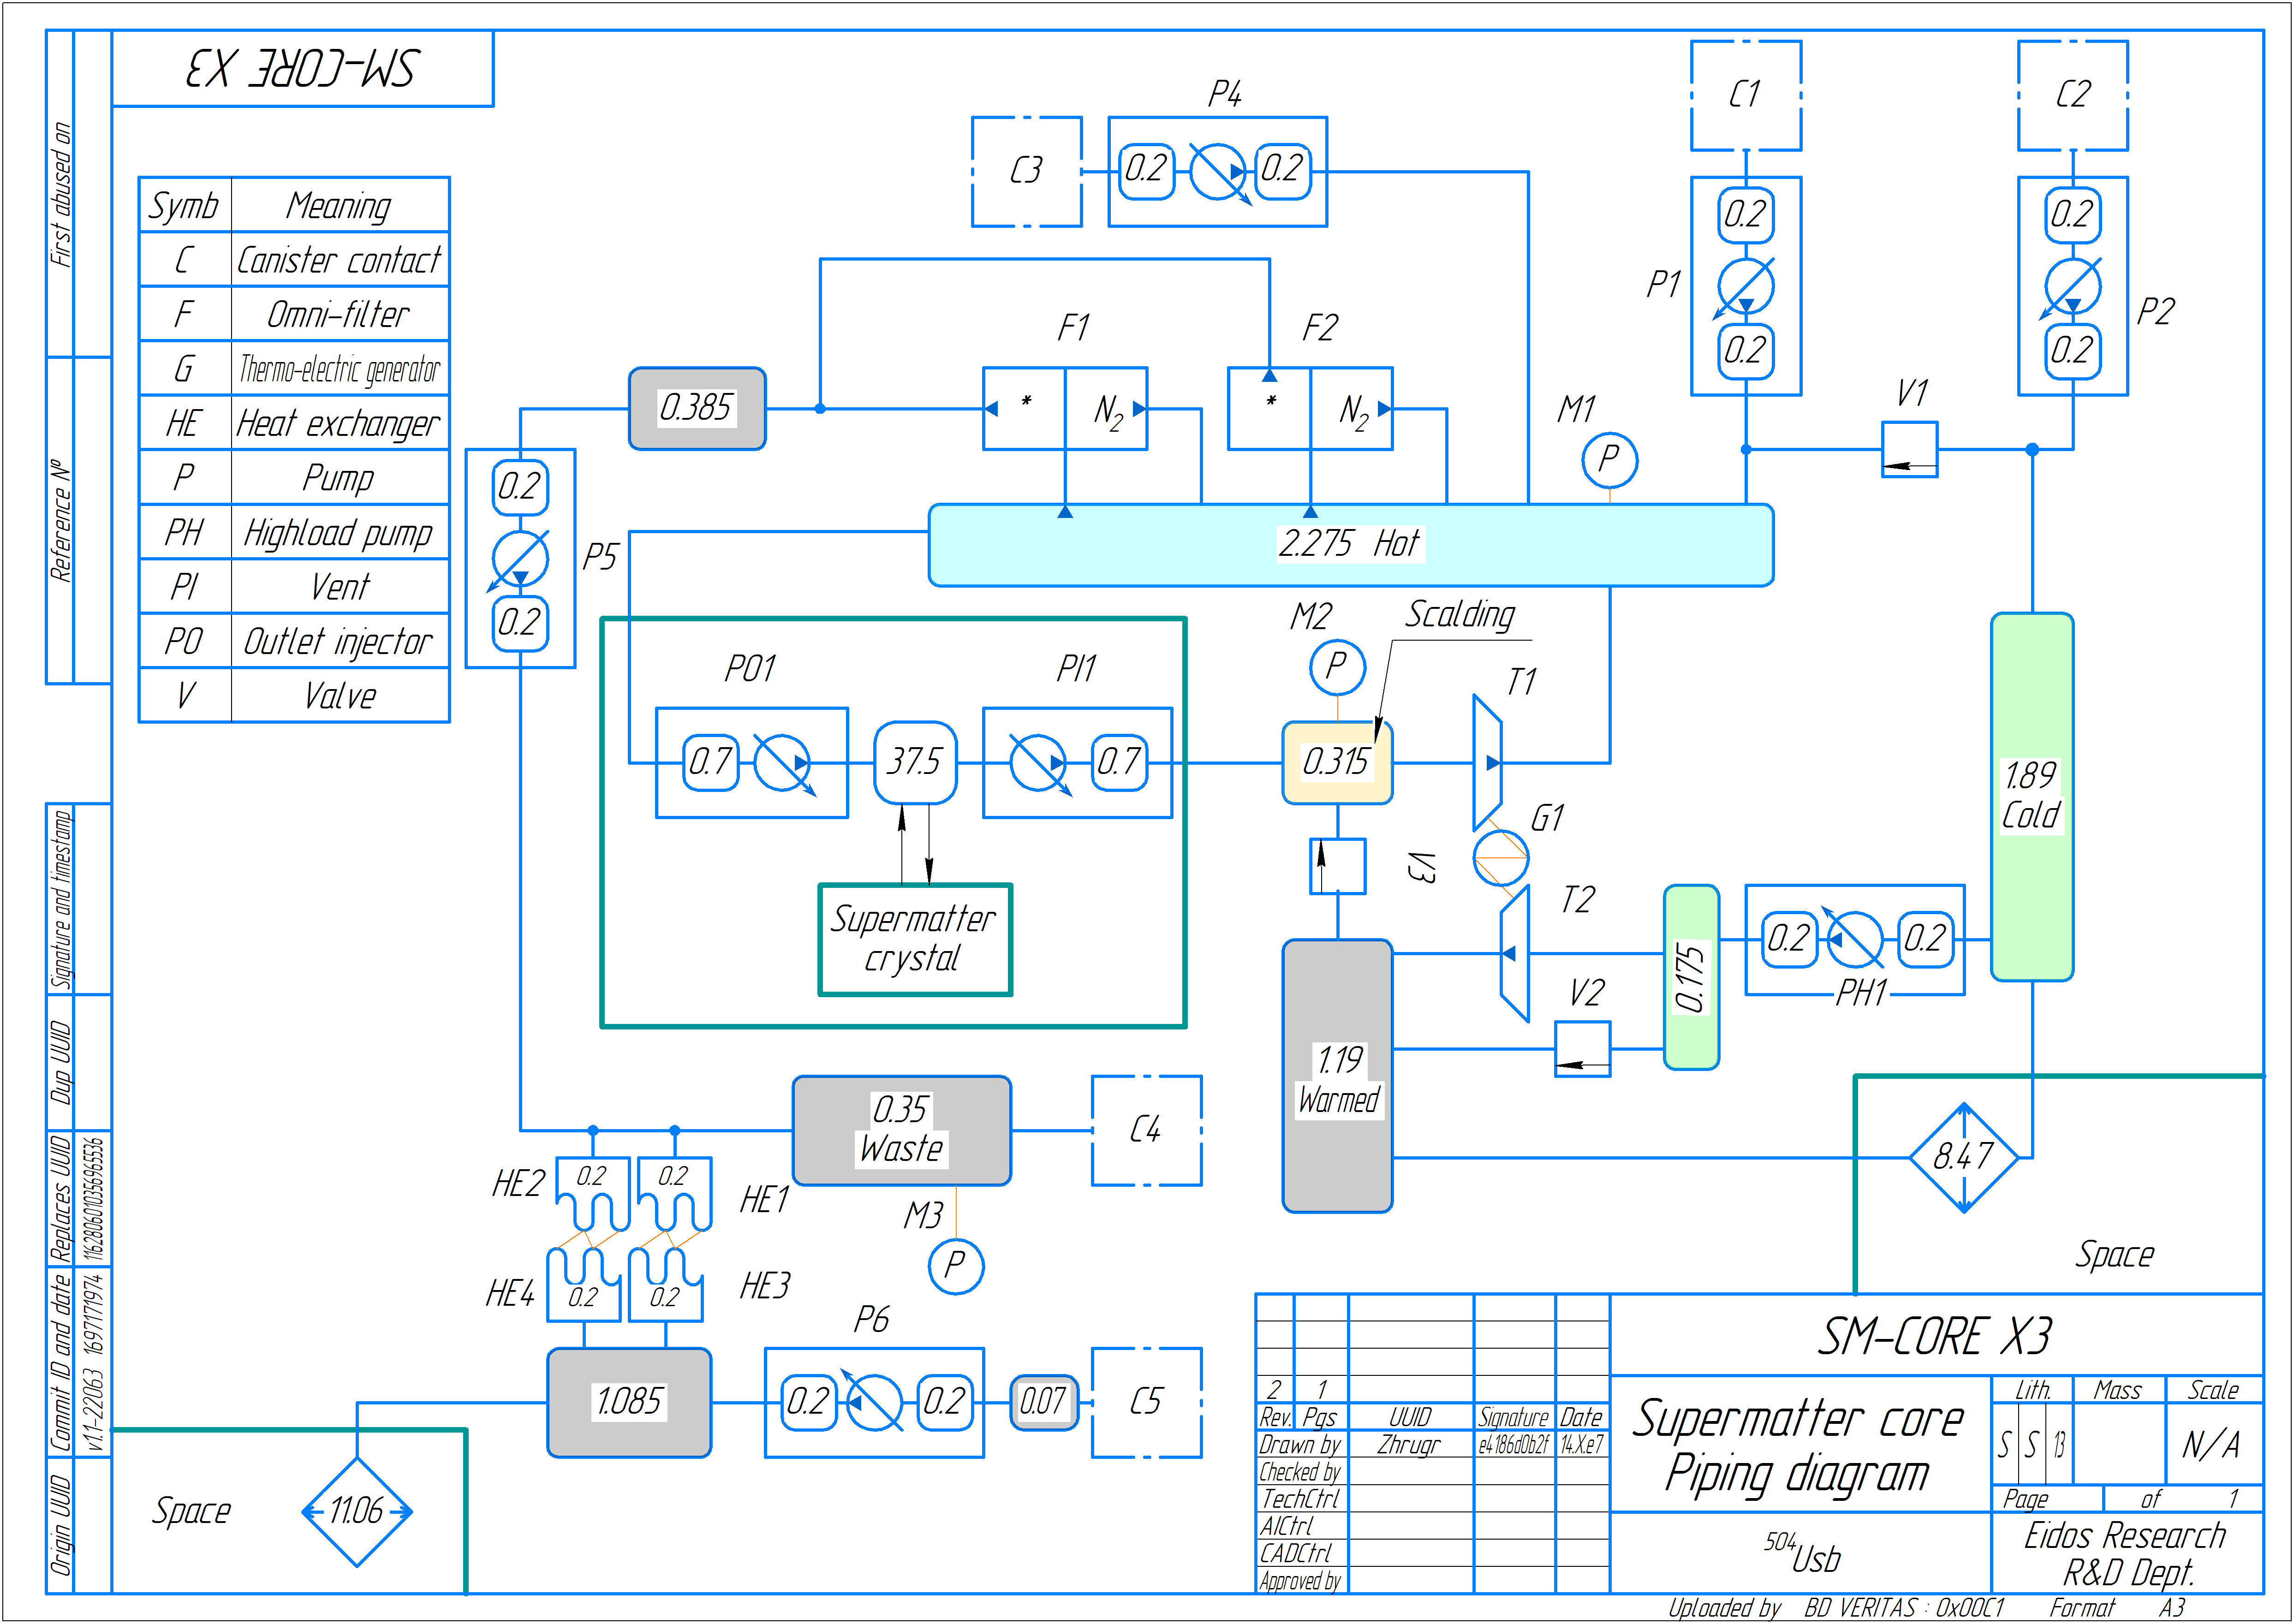 SM-CORE X3
First abused on
Reference Nº
Signature and timestamp
Dup UUID
Replaces UUID
1162806010356965536
Commit ID and date
v1.1-22063 1697171974
Origin UUID
Symb Meaning
C Canister contact
F Omni-filter
G Thermo-electric generator
HE Heat exchanger
P Pump
PH Highload pump
PI Vent
PO Outlet injector
V Valve
C3
P4
0.2 0.2
C1
0.2
P1
0.2
C2
0.2
P2
0.2
V1
F1
* N2
F2
* N2
M1
P
0.385
0.2
P5
0.2
2.275 Hot
PO1
0.7
37.5
PI1
0.7
Supermatter
crystal
M2
P
Scalding
0.315
T1
G1
V3
T2
V2
0.175
0.2 0.2
PH1
1.89
Cold
1.19
Warmed
8.47
Space
0.35
Waste
C4
M3
P
HE2 0.2
0.2 HE1
HE4 0.2
0.2 HE3
1.085
P6
0.2 0.2
0.07
C5
Space
11.06
2 1
Rev. Pgs UUID Signature Date
Drawn by Zhrugr e4186d0b2f 14.X.e7
Checked by
TechCtrl
AICtrl
CADCtrl
Approved by
SM-CORE X3
Supermatter core
Piping diagram
Lith. Mass Scale
S S 13 N/A
Page of 1
504Usb
Eidos Research
R&D Dept.
Uploaded by BD VERITAS : 0x00C1 Format A3